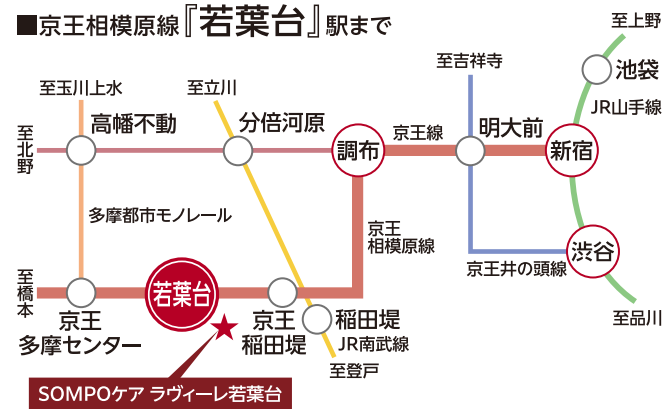 ■京王相模原線『若葉台』駅まで
至上野
池袋
JR山手線
至吉祥寺
至玉川上水
至立川
高幡不動
分倍河原
京王線
明大前
至北野
調布
新宿
多摩都市モノレール
京王
相模原線
京王井の頭線
渋谷
至橋本
若葉台
京王
多摩センター
京王
稲田堤
稲田堤
JR南武線
至品川
至登戸
SOMPOケア ラヴィーレ若葉台